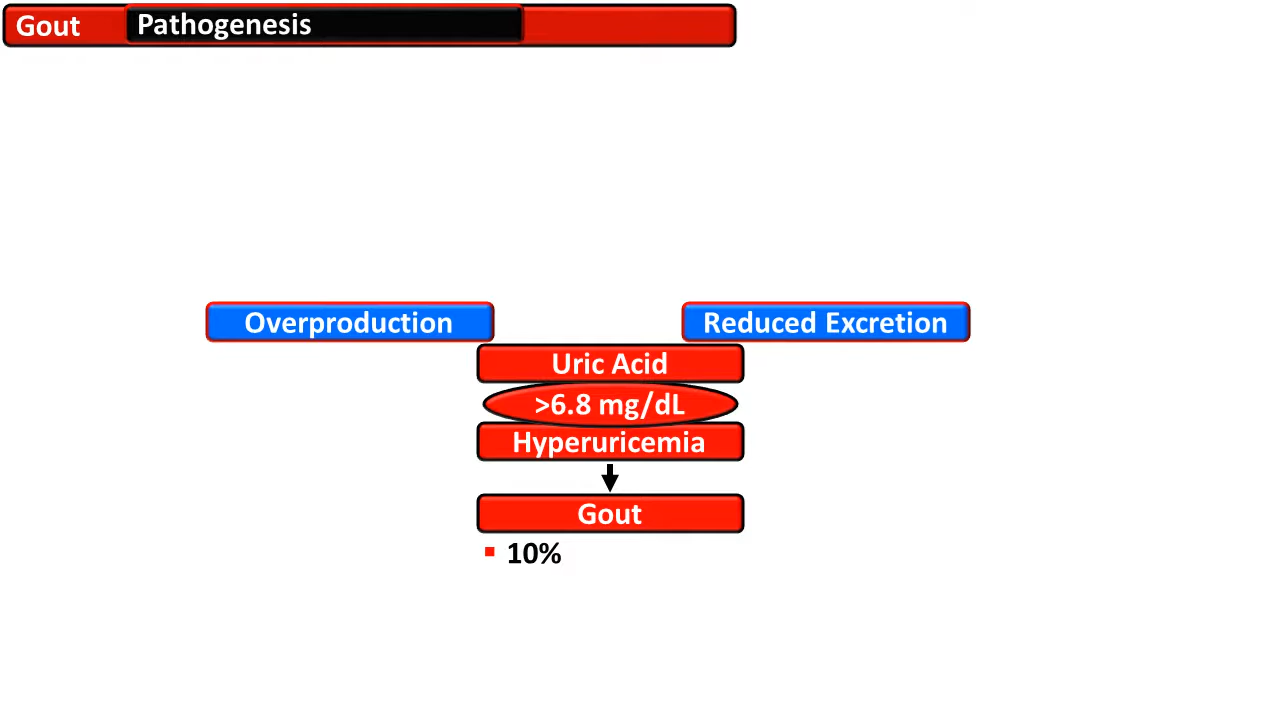 Gout Pathogenesis
Overproduction Reduced Excretion
Uric Acid
>6.8 mg/dL
Hyperuricemia
Gout
▪ 10%